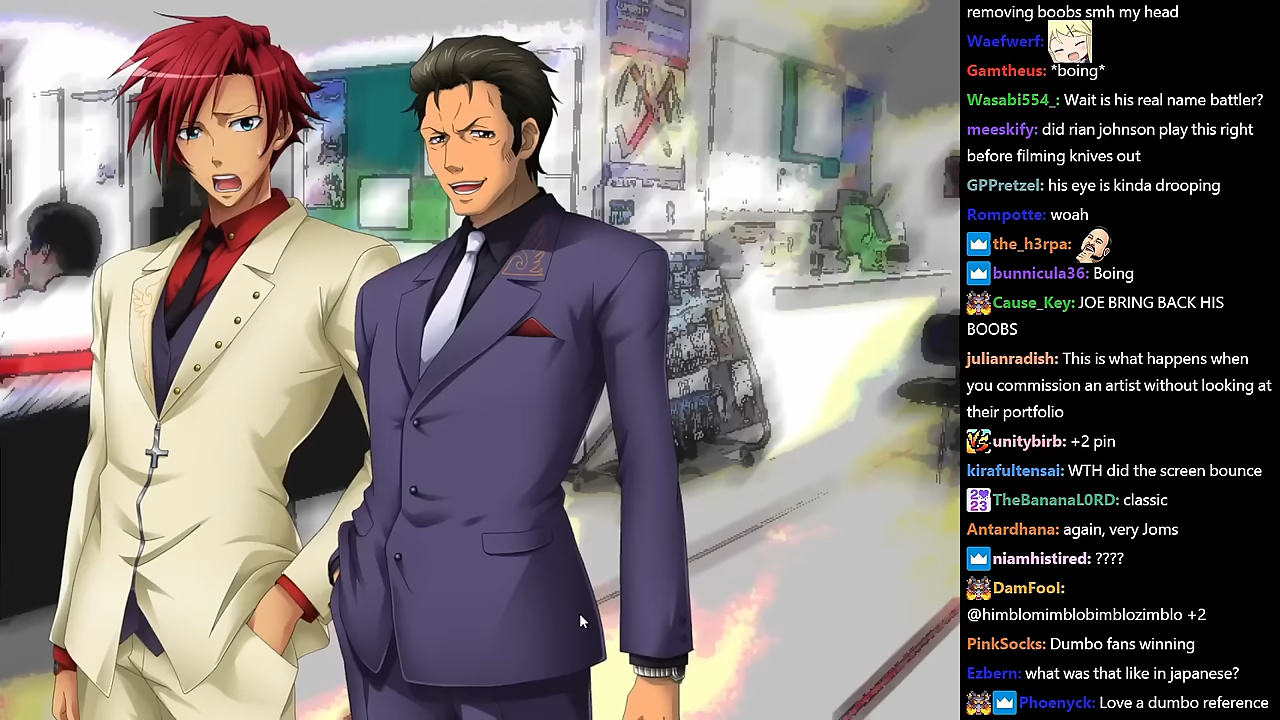 removing boobs smh my head
Waefwerf:
Gamtheus: *boing*
Wasabi554_: Wait is his real name battler?
meeskify: did rian johnson play this right
before filming knives out
GPPretzel: his eye is kinda drooping
Rompotte: woah
the_h3rpa:
bunnicula36: Boing
Cause_Key: JOE BRING BACK HIS
BOOBS
julianradish: This is what happens when
you commission an artist without looking at
their portfolio
unitybirb: +2 pin
kirafultensai: WTH did the screen bounce
TheBananaL0RD: classic
Antardhana: again, very Joms
niamhistired: ????
DamFool:
@himblomimblobimblozimblo +2
PinkSocks: Dumbo fans winning
Ezbern: what was that like in japanese?
Phoenyck: Love a dumbo reference